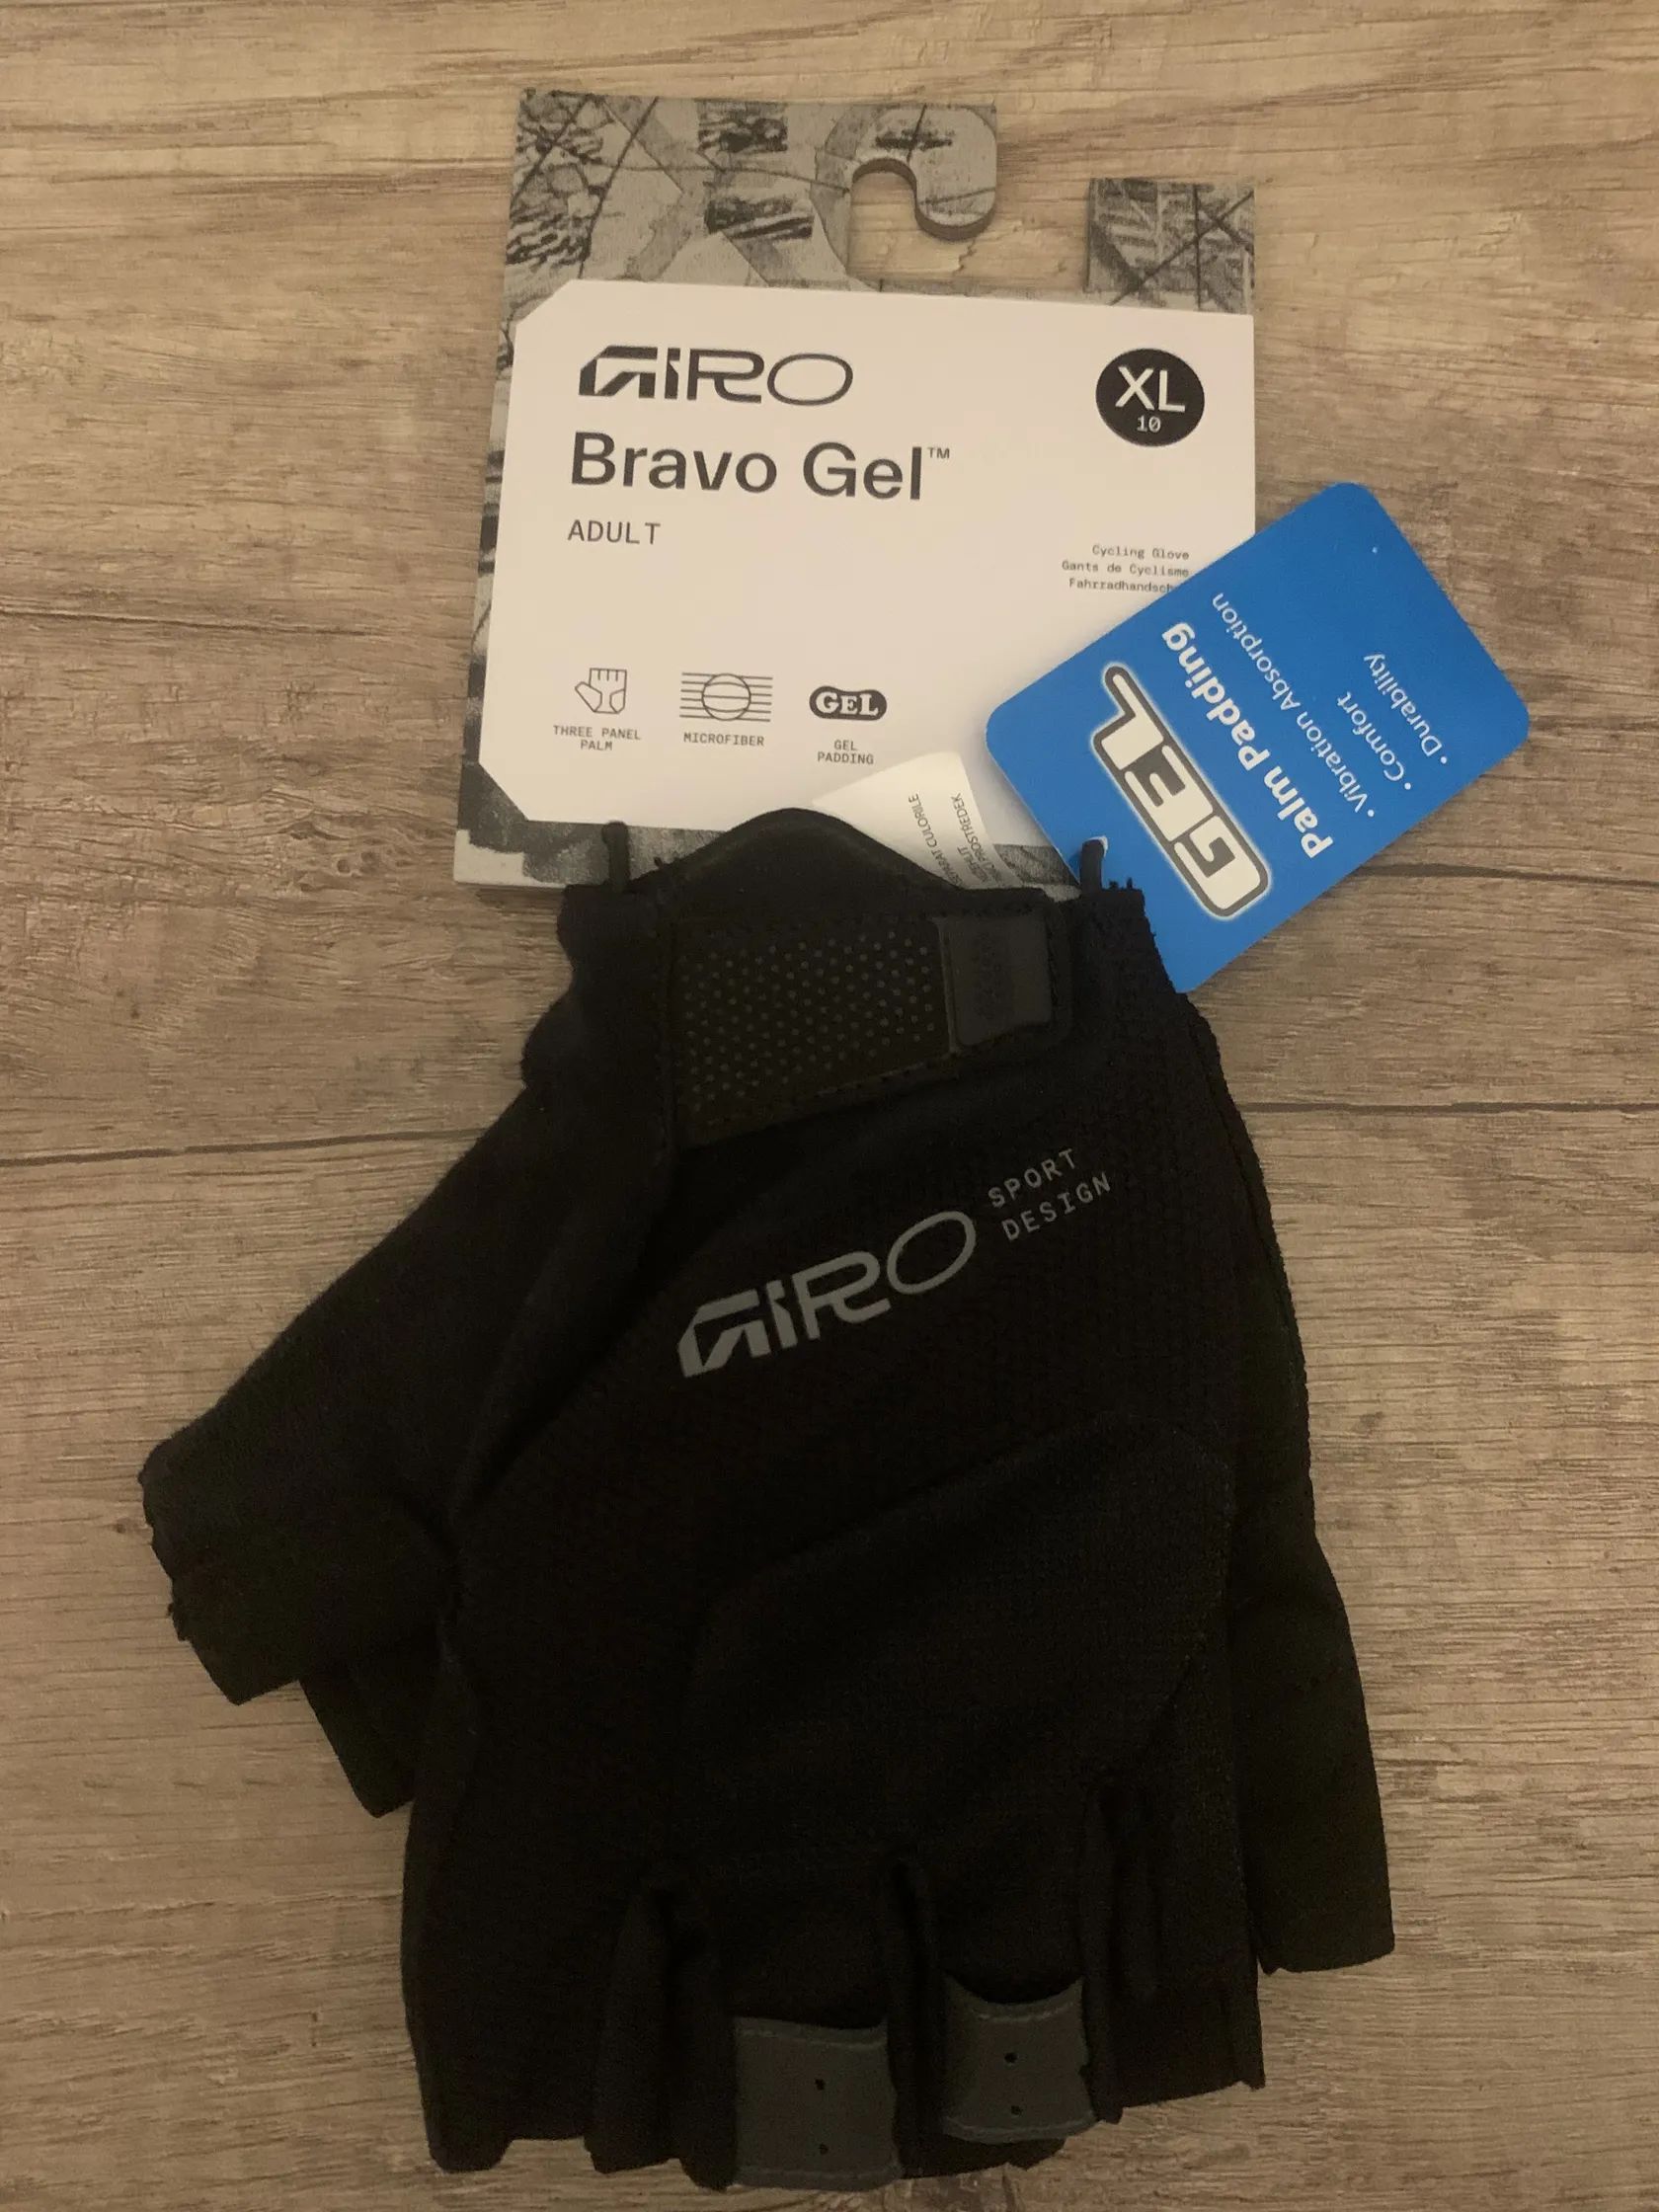 GIRO
XL
10
Bravo Gel™
ADULT
Cycling Glove
Gants de Cyclisme
THREE PANEL
PALM
MICROFIBER
GEL
GEL
PADDING
GEL
Palm Padding
• Vibration Absorption
• Comfort
• Durability
GIRO
SPORT
DESIGN